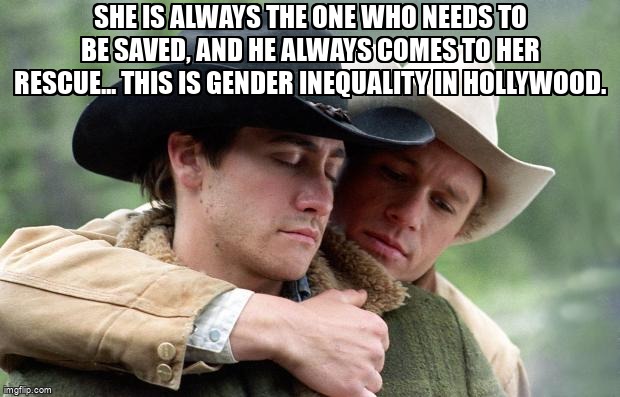 SHE IS ALWAYS THE ONE WHO NEEDS TO
BE SAVED, AND HE ALWAYS COMES TO HER
RESCUE... THIS IS GENDER INEQUALITY IN HOLLYWOOD.
imgflip.com